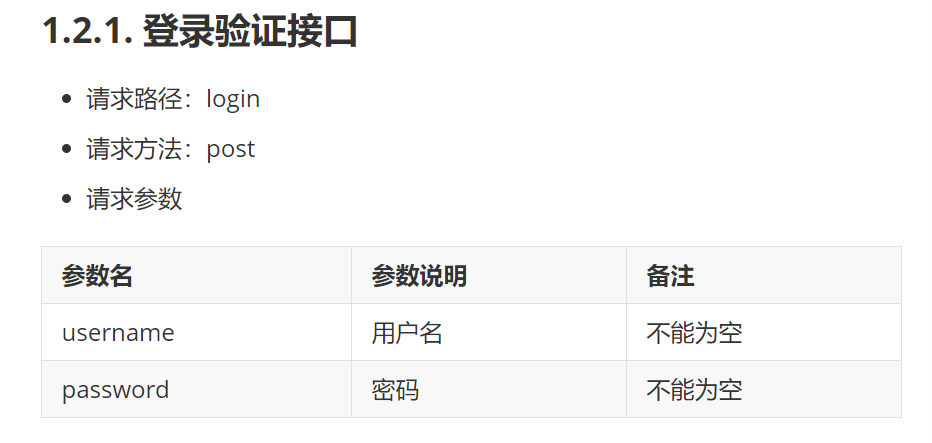 1.2.1. 登录验证接口
请求路径：login
请求方法：post
请求参数
参数名 参数说明 备注
username 用户名 不能为空
password 密码 不能为空